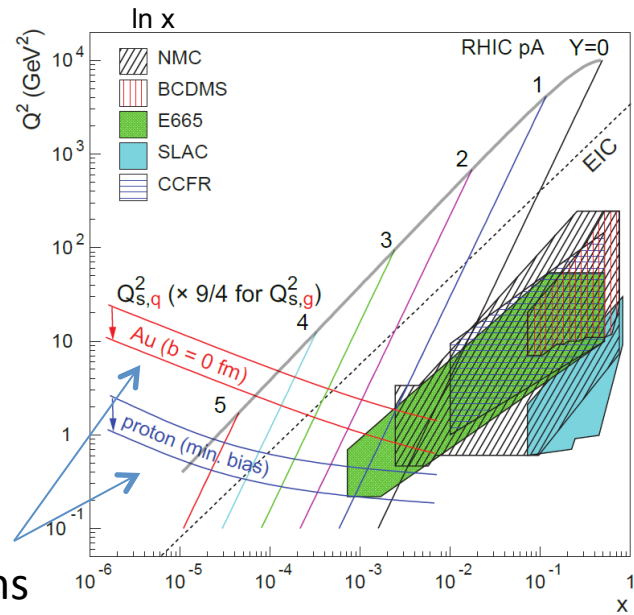 ln x
RHIC pA Y=0
Q² (GeV²)
NMC
BCDMS
E665
SLAC
CCFR
EIC
1
2
3
4
5
Q²s,q (× 9/4 for Q²s,g)
Au (b = 0 fm)
proton (min. bias)
10⁴
10³
10²
10
1
10⁻¹
10⁻⁶ 10⁻⁵ 10⁻⁴ 10⁻³ 10⁻² 10⁻¹ 1
x
ns